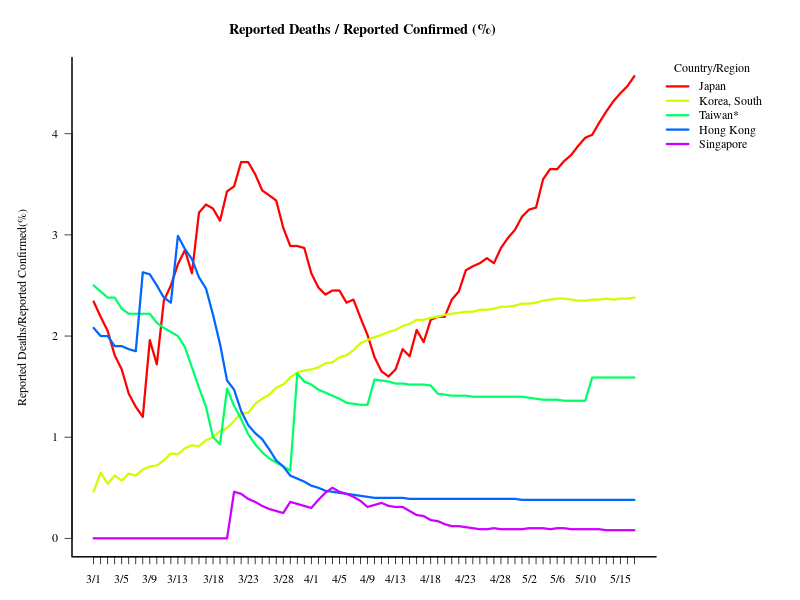 Reported Deaths / Reported Confirmed (%)
Country/Region
Japan
Korea, South
Taiwan*
Hong Kong
Singapore
Reported Deaths/Reported Confirmed(%)
4
3
2
1
0
3/1 3/5 3/9 3/13 3/18 3/23 3/28 4/1 4/5 4/9 4/13 4/18 4/23 4/28 5/2 5/6 5/10 5/15